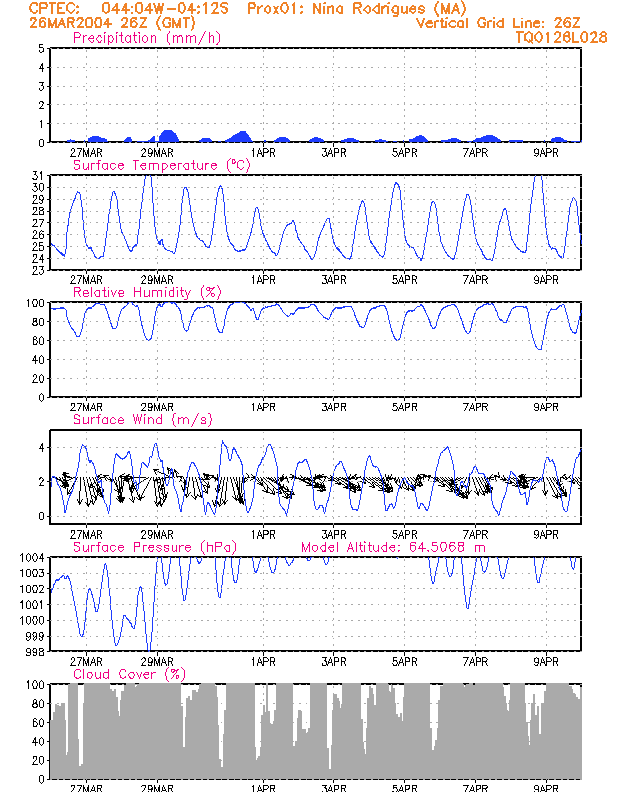 CPTEC: 044:04W-04:12S Prox01: Nina Rodrigues (MA)
26MAR2004 26Z (GMT) Vertical Grid Line: 26Z
Precipitation (mm/h) TQ0126L028
5
4
3
2
1
0
27MAR 29MAR 1APR 3APR 5APR 7APR 9APR
Surface Temperature (°C)
31
30
29
28
27
26
25
24
23
27MAR 29MAR 1APR 3APR 5APR 7APR 9APR
Relative Humidity (%)
100
80
60
40
20
0
27MAR 29MAR 1APR 3APR 5APR 7APR 9APR
Surface Wind (m/s)
4
2
0
27MAR 29MAR 1APR 3APR 5APR 7APR 9APR
Surface Pressure (hPa) Model Altitude: 64.5068 m
1004
1003
1002
1001
1000
999
998
27MAR 29MAR 1APR 3APR 5APR 7APR 9APR
Cloud Cover (%)
100
80
60
40
20
0
27MAR 29MAR 1APR 3APR 5APR 7APR 9APR